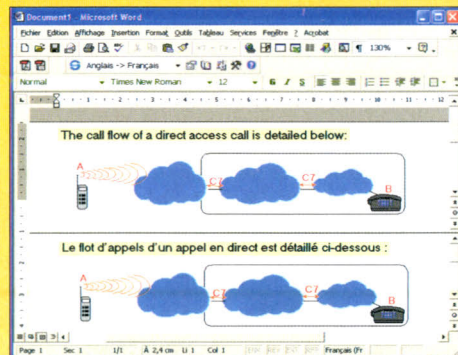 Document1 - Microsoft Word
Fichier Edition Affichage Insertion Format Outils Tableau Services Fenêtre ? Acrobat
130%
Anglais -> Français
Normal Times New Roman 12 G I S
The call flow of a direct access call is detailed below:
A
C7 C7
B
Le flot d'appels d'un appel en direct est détaillé ci-dessous :
A
C7 C7
B
Page 1 Sec 1 1/1 À 2,4 cm Li 1 Col 1 Français (Fr